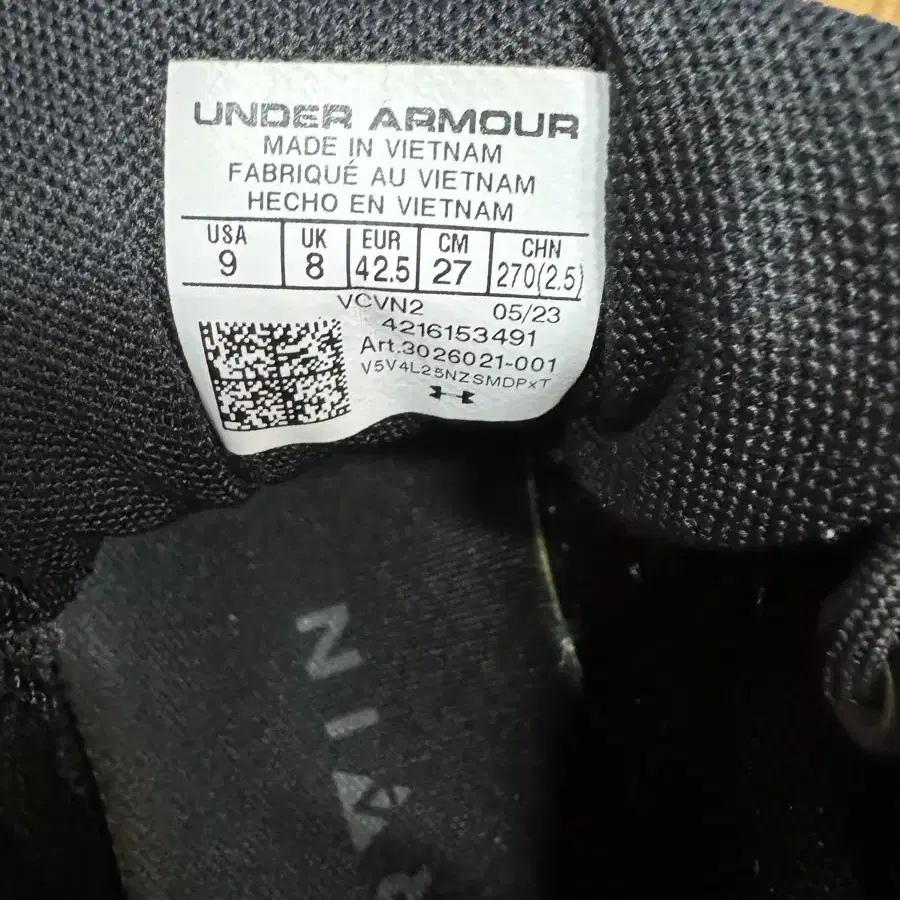 UNDER ARMOUR
MADE IN VIETNAM
FABRIQUÉ AU VIETNAM
HECHO EN VIETNAM
USA UK EUR CM CHN
9 8 42.5 27 270(2.5)
VCVN2 05/23
4216153491
Art.3026021-001
V5V4L25NZSMDPxT